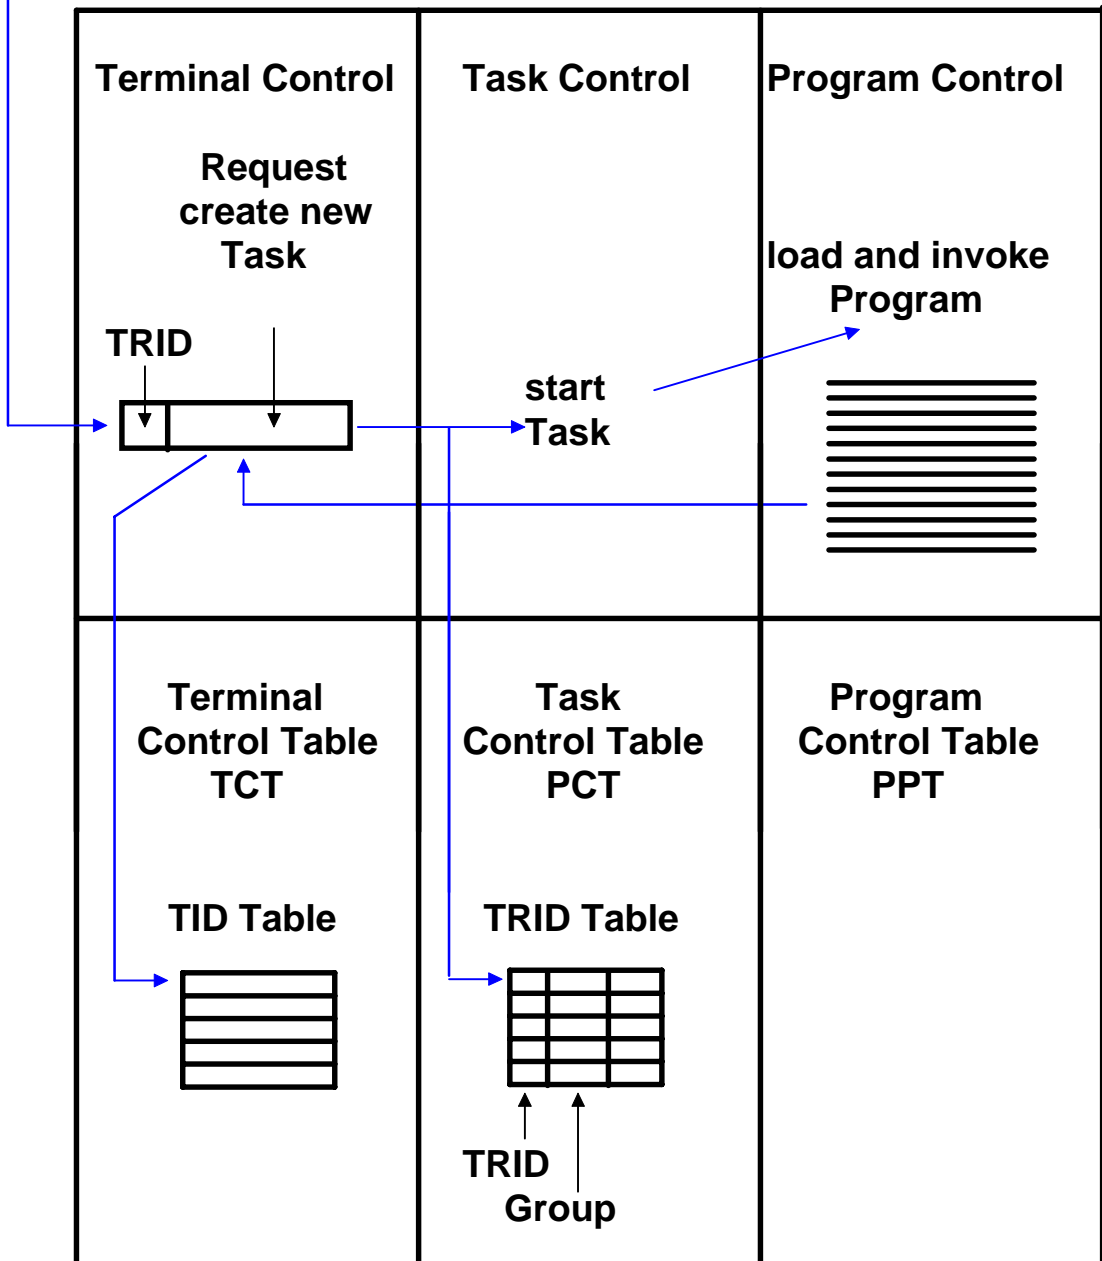 Terminal Control
Task Control
Program Control
Request
create new
Task
load and invoke
Program
TRID
start
Task
Terminal
Control Table
TCT
Task
Control Table
PCT
Program
Control Table
PPT
TID Table
TRID Table
TRID
Group